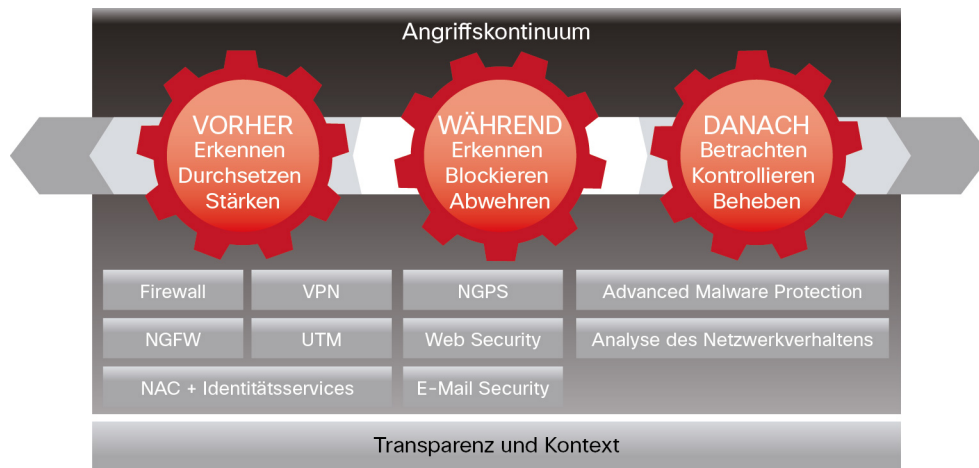 Angriffskontinuum
VORHER
Erkennen
Durchsetzen
Stärken
WÄHREND
Erkennen
Blockieren
Abwehren
DANACH
Betrachten
Kontrollieren
Beheben
Firewall
VPN
NGPS
Advanced Malware Protection
NGFW
UTM
Web Security
Analyse des Netzwerkverhaltens
NAC + Identitätsservices
E-Mail Security
Transparenz und Kontext